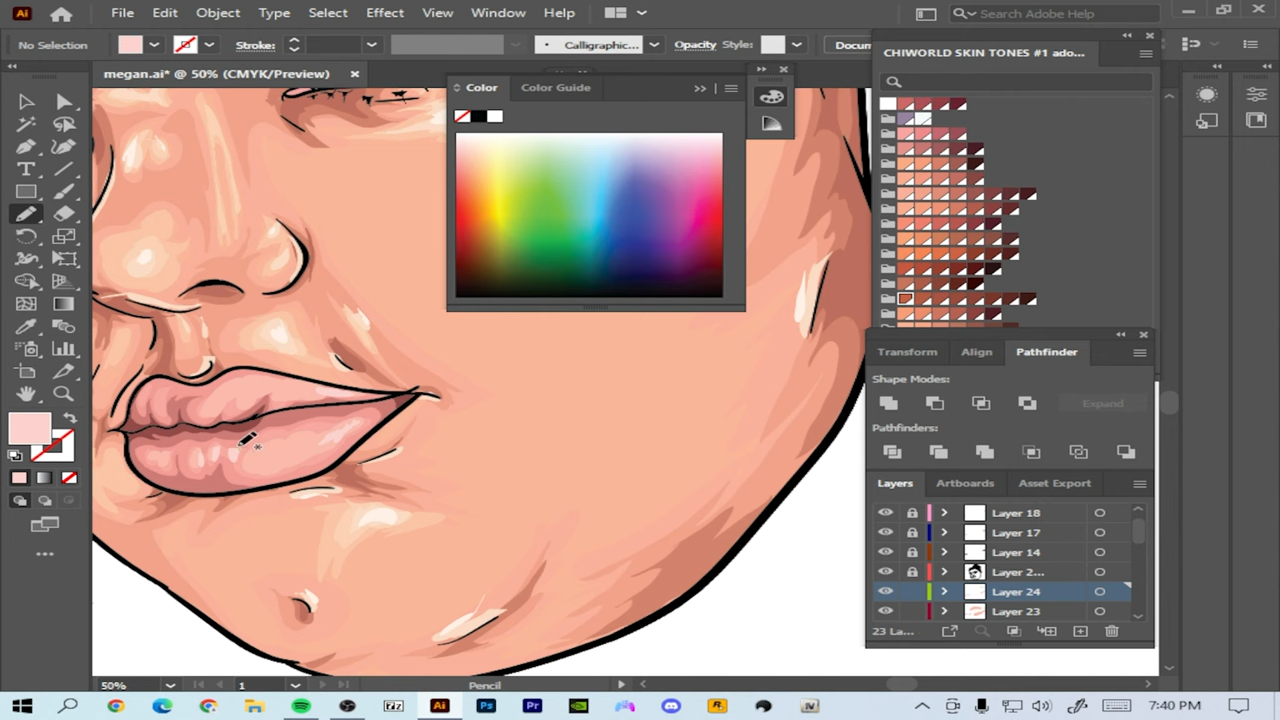 Ai File Edit Object Type Select Effect View Window Help Search Adobe Help
No Selection Stroke: Calligraphic... Opacity Style: Docum
CHIWORLD SKIN TONES #1 ado...
megan.ai* @ 50% (CMYK/Preview)
Color Color Guide
Transform Align Pathfinder
Shape Modes:
Expand
Pathfinders:
Layers Artboards Asset Export
Layer 18
Layer 17
Layer 14
Layer 2...
Layer 24
Layer 23
23 La...
50% 1 Pencil
Ai Ps Pr 7:40 PM